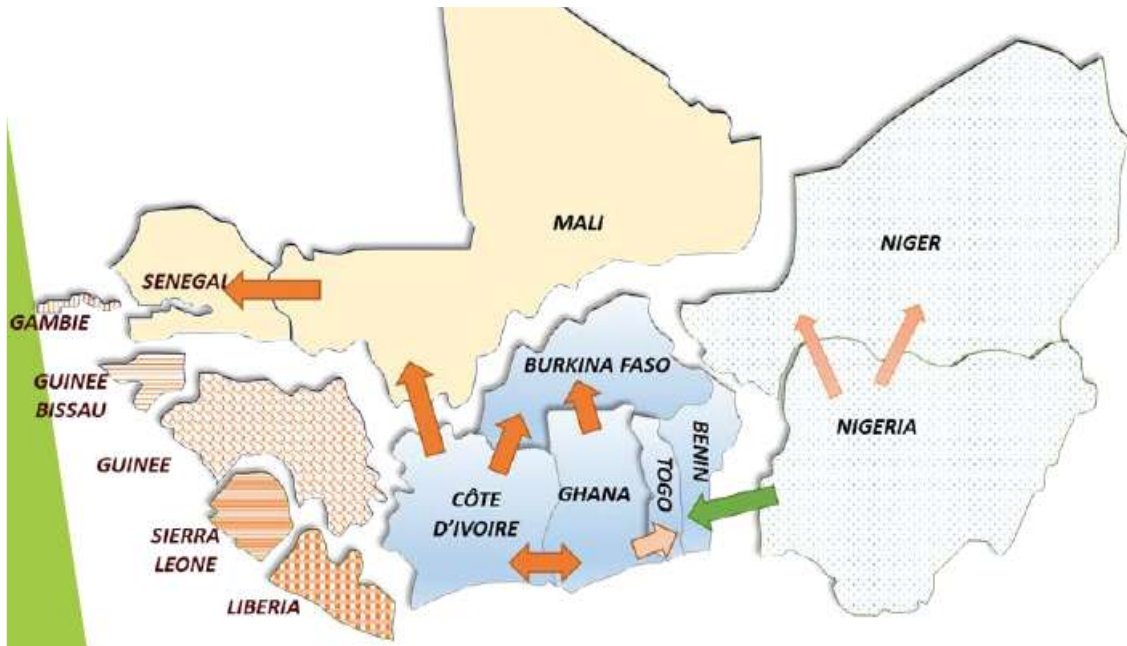 MALI
NIGER
SENEGAL
GAMBIE
BURKINA FASO
GUINEE
BISSAU
NIGERIA
BENIN
TOGO
GUINEE
CÔTE
D'IVOIRE
GHANA
SIERRA
LEONE
LIBERIA